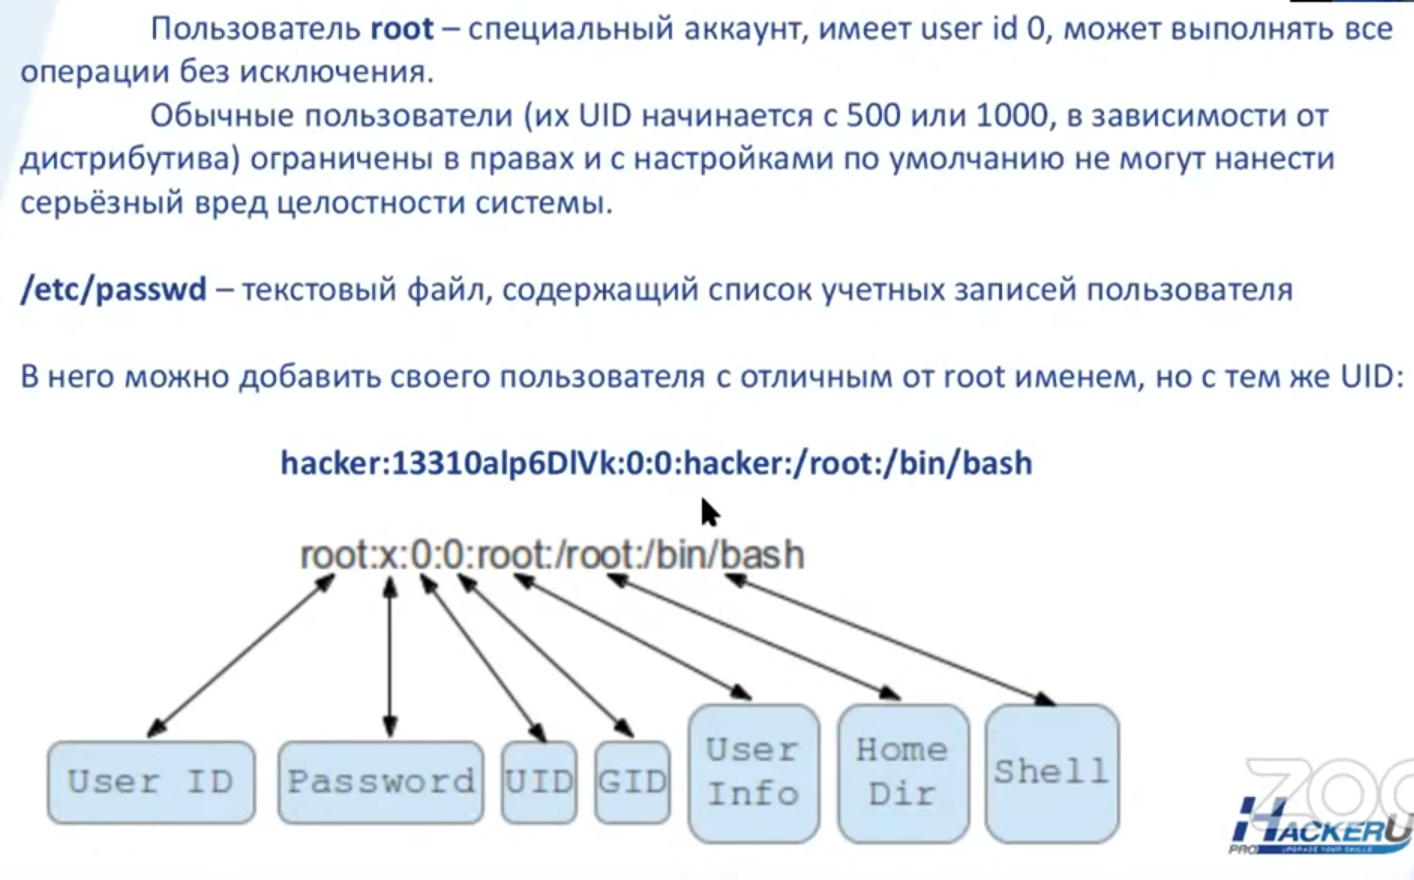 Пользователь root – специальный аккаунт, имеет user id 0, может выполнять все
операции без исключения.
Обычные пользователи (их UID начинается с 500 или 1000, в зависимости от
дистрибутива) ограничены в правах и с настройками по умолчанию не могут нанести
серьёзный вред целостности системы.
/etc/passwd – текстовый файл, содержащий список учетных записей пользователя
В него можно добавить своего пользователя с отличным от root именем, но с тем же UID:
hacker:13310alp6DlVk:0:0:hacker:/root:/bin/bash
root:x:0:0:root:/root:/bin/bash
User ID
Password
UID
GID
User
Info
Home
Dir
Shell
ZOO
HACKERU
PRO
UPGRADE YOUR SKILLS